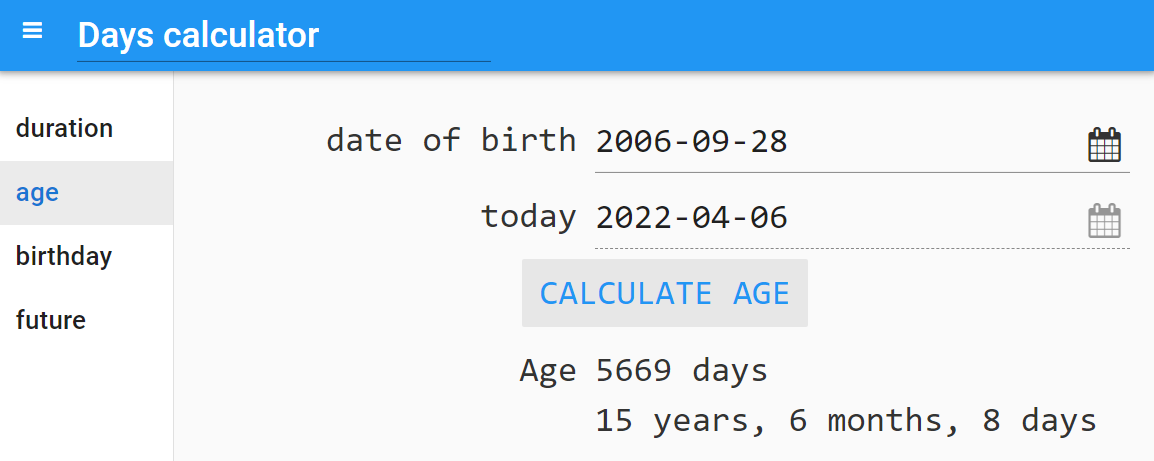 Days calculator
duration
age
birthday
future
date of birth 2006-09-28
today 2022-04-06
CALCULATE AGE
Age 5669 days
15 years, 6 months, 8 days